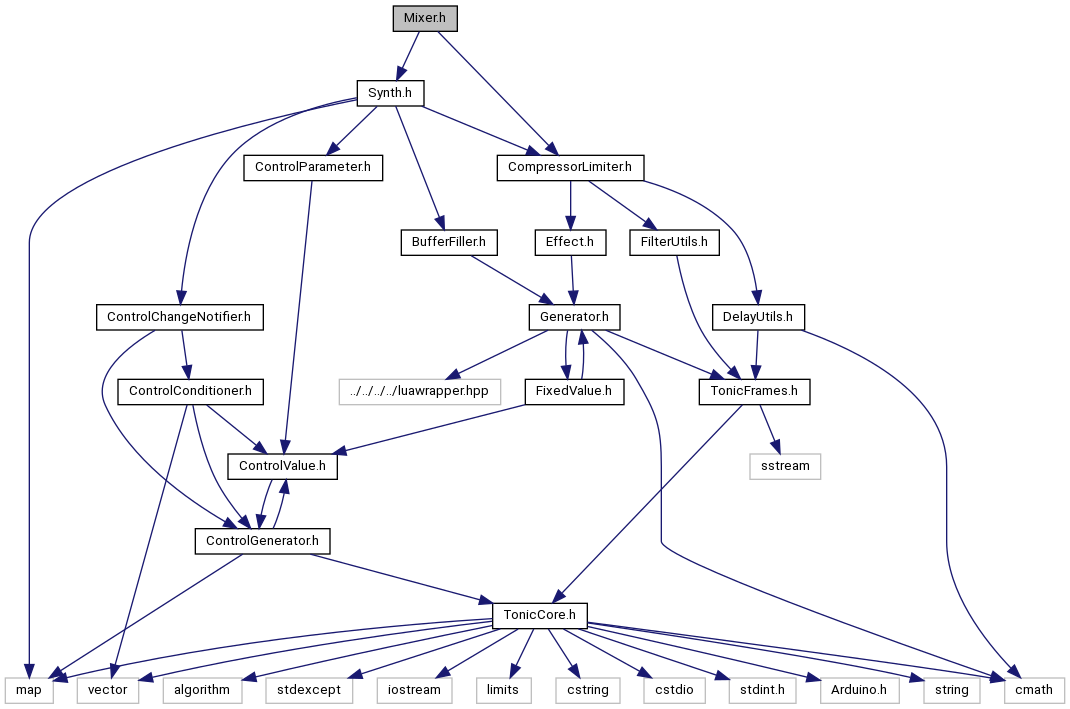 Mixer.h
Synth.h
ControlParameter.h
CompressorLimiter.h
BufferFiller.h
Effect.h
FilterUtils.h
ControlChangeNotifier.h
Generator.h
DelayUtils.h
ControlConditioner.h
../../../../luawrapper.hpp
FixedValue.h
TonicFrames.h
ControlValue.h
sstream
ControlGenerator.h
TonicCore.h
map
vector
algorithm
stdexcept
iostream
limits
cstring
cstdio
stdint.h
Arduino.h
string
cmath